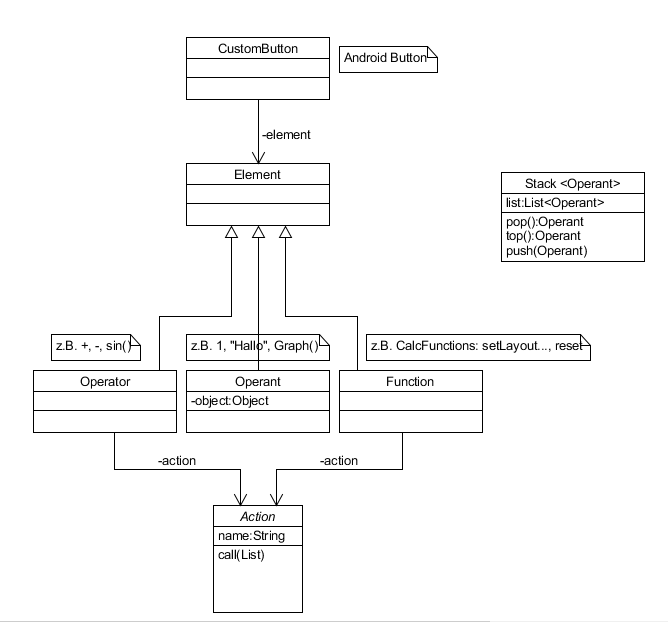 CustomButton
Android Button
-element
Element
Stack <Operant>
list:List<Operant>
pop():Operant
top():Operant
push(Operant)
z.B. +, -, sin()
z.B. 1, "Hallo", Graph()
z.B. CalcFunctions: setLayout..., reset
Operator
Operant
-object:Object
Function
-action
-action
Action
name:String
call(List)